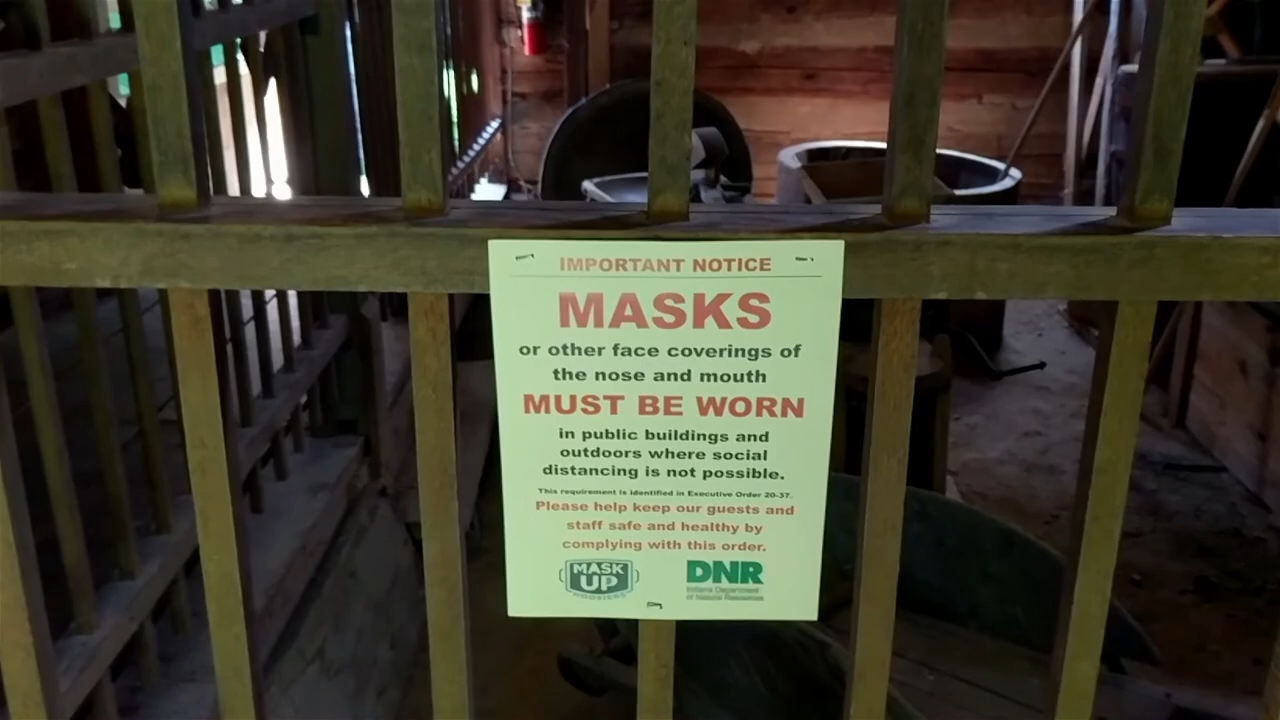 IMPORTANT NOTICE
MASKS
or other face coverings of
the nose and mouth
MUST BE WORN
in public buildings and
outdoors where social
distancing is not possible.
This requirement is identified in Executive Order 20-37.
Please help keep our guests and
staff safe and healthy by
complying with this order.
MASK
UP
HOOSIERS
DNR
Indiana Department
of Natural Resources